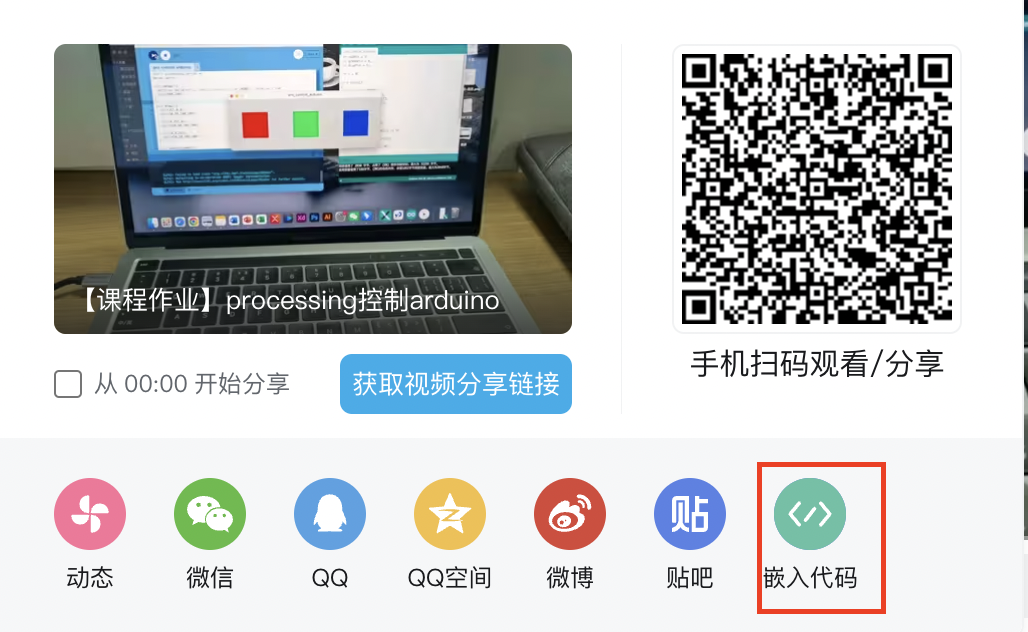 【课程作业】processing控制arduino
从 00:00 开始分享
获取视频分享链接
手机扫码观看/分享
贴
动态
微信
QQ
QQ空间
微博
贴吧
嵌入代码